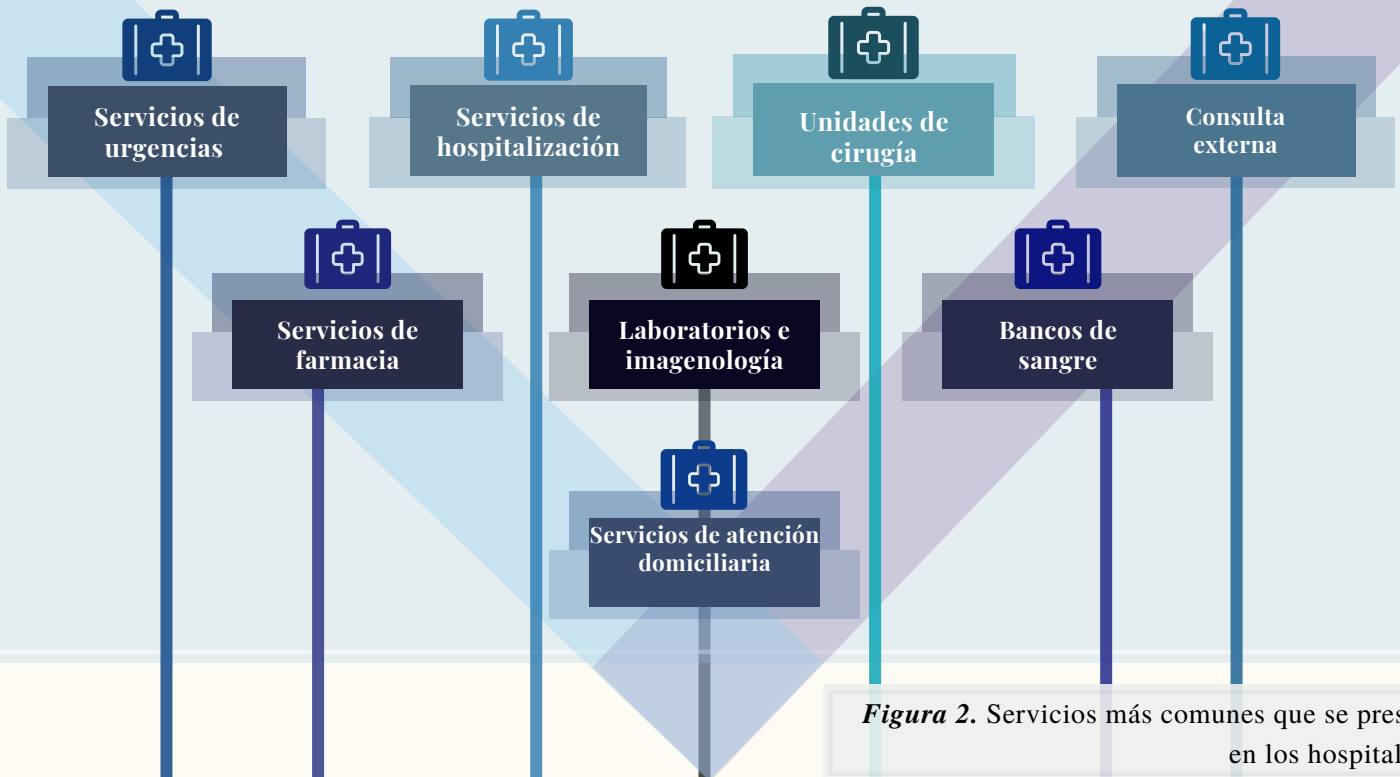 Servicios de
urgencias
Servicios de
hospitalización
Unidades de
cirugía
Consulta
externa
Servicios de
farmacia
Laboratorios e
imagenología
Bancos de
sangre
Servicios de atención
domiciliaria
Figura 2. Servicios más comunes que se pres
en los hospital